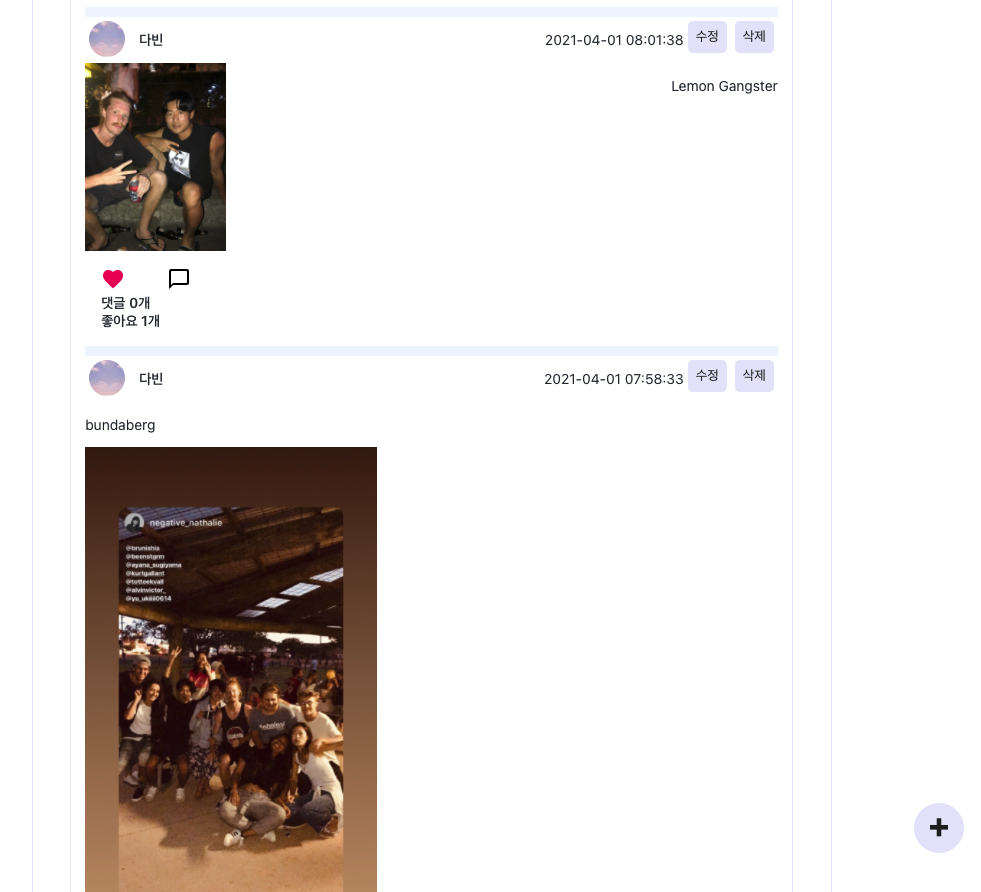 다빈 2021-04-01 08:01:38 수정 삭제
Lemon Gangster
댓글 0개
좋아요 1개
다빈 2021-04-01 07:58:33 수정 삭제
bundaberg
negative_nathalie
@brunishia
@beenstgrm
@ayana_sugiyama
@kurtgallant
@tottoekvall
@alvinvictor_
@yu_ukiiii0614
+